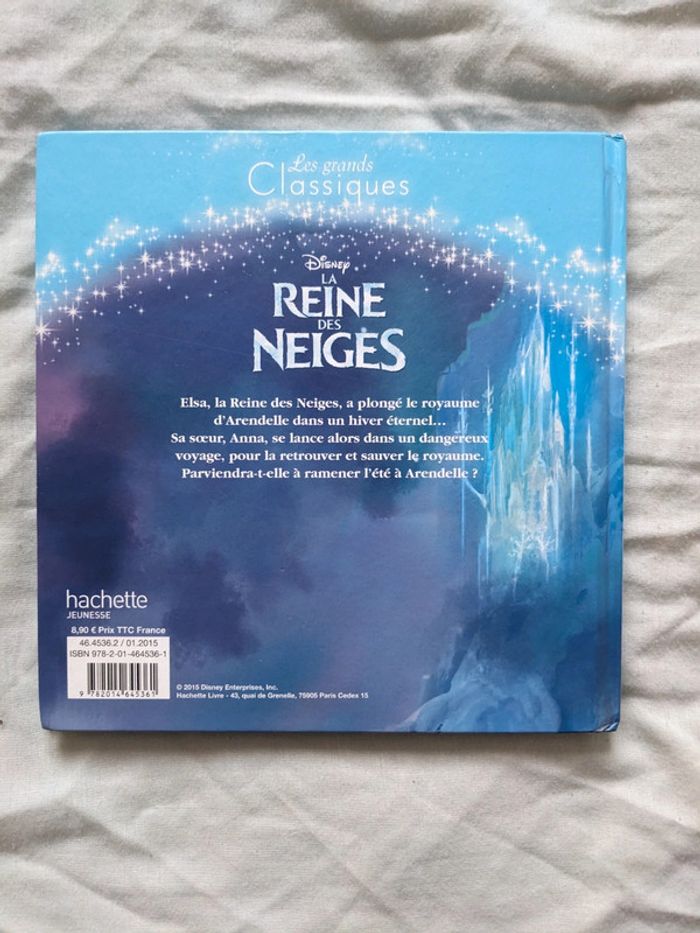 Les grands
Classiques
Disney
LA
REINE
DES
NEIGES
Elsa, la Reine des Neiges, a plongé le royaume
d'Arendelle dans un hiver éternel...
Sa sœur, Anna, se lance alors dans un dangereux
voyage, pour la retrouver et sauver le royaume.
Parviendra-t-elle à ramener l'été à Arendelle ?
hachette
JEUNESSE
8,90 € Prix TTC France
46.4536.2 / 01.2015
ISBN 978-2-01-464536-1
9 782014 645361
© 2015 Disney Enterprises, Inc.
Hachette Livre - 43, quai de Grenelle, 75905 Paris Cedex 15